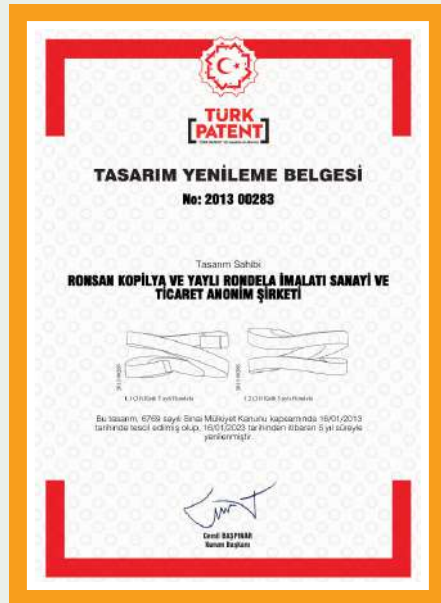 TÜRK
PATENT
TASARIM YENİLEME BELGESİ
No: 2013 00283
Tasarım Sahibi
RONSAN KOPİLYA VE YAYLI RONDELA İMALATI SANAYİ VE
TİCARET ANONİM ŞİRKETİ
Bu tasarım, 6769 sayılı Sınai Mülkiyet Kanunu kapsamında 16/01/2013
tarihinde tescil edilmiş olup, 16/01/2023 tarihinden itibaren 5 yıl süreyle
yenilenmiştir.
Cemil BAŞPINAR
Kurum Başkanı